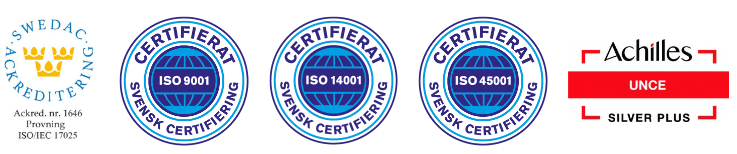 SWEDAC
ACKREDITERING
Ackred. nr. 1646
Provning
ISO/IEC 17025
CERTIFIERAT
ISO 9001
SVENSK CERTIFIERING
CERTIFIERAT
ISO 14001
SVENSK CERTIFIERING
CERTIFIERAT
ISO 45001
SVENSK CERTIFIERING
Achilles
UNCE
SILVER PLUS